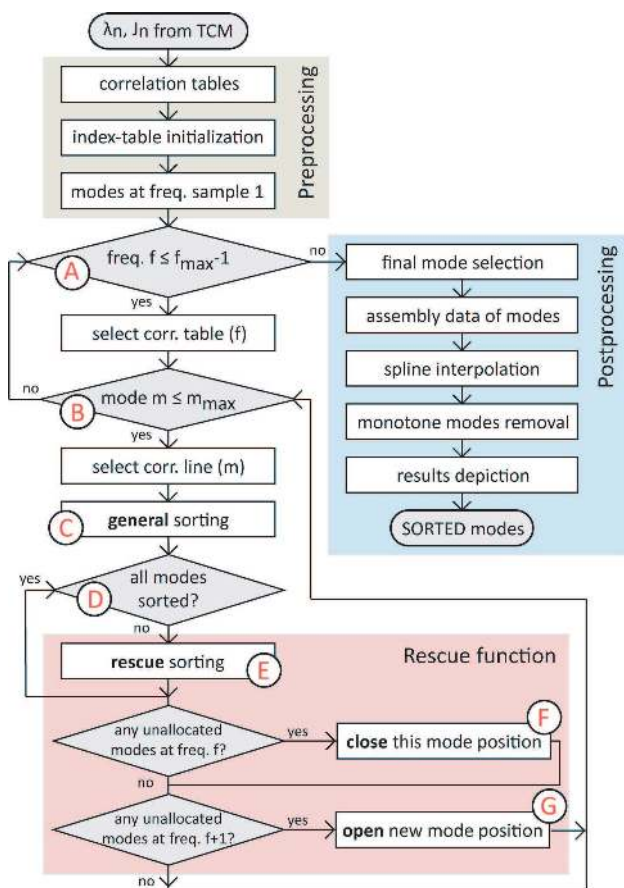 λn, Jn from TCM
correlation tables
index-table initialization
modes at freq. sample 1
Preprocessing
freq. f ≤ fmax-1
A
no
yes
select corr. table (f)
no
mode m ≤ mmax
B
yes
select corr. line (m)
general sorting
C
yes
all modes
sorted?
D
no
final mode selection
assembly data of modes
spline interpolation
monotone modes removal
results depiction
SORTED modes
Postprocessing
Rescue function
rescue sorting
E
any unallocated
modes at freq. f?
yes
close this mode position
F
no
any unallocated
modes at freq. f+1?
yes
open new mode position
G
no